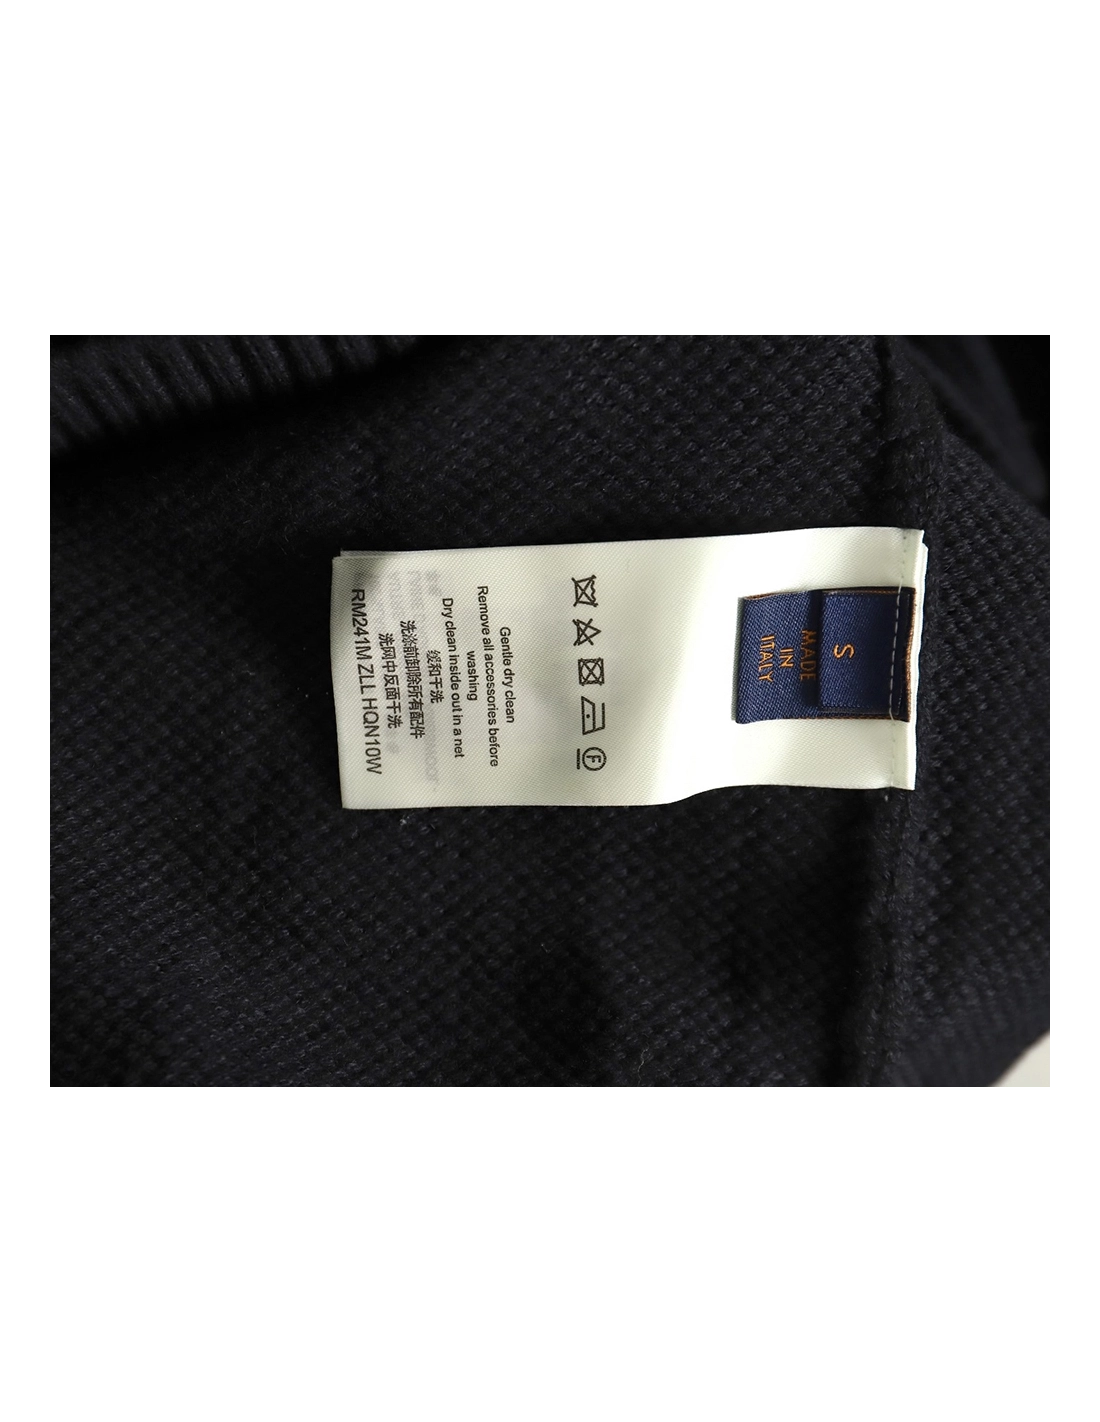 S
MADE
IN
ITALY
F
Gentle dry clean
Remove all accessories before
washing
Dry clean inside out in a net
缓和干洗
洗涤前卸除所有配件
洗网中反面干洗
RM241M ZLL HQN10W